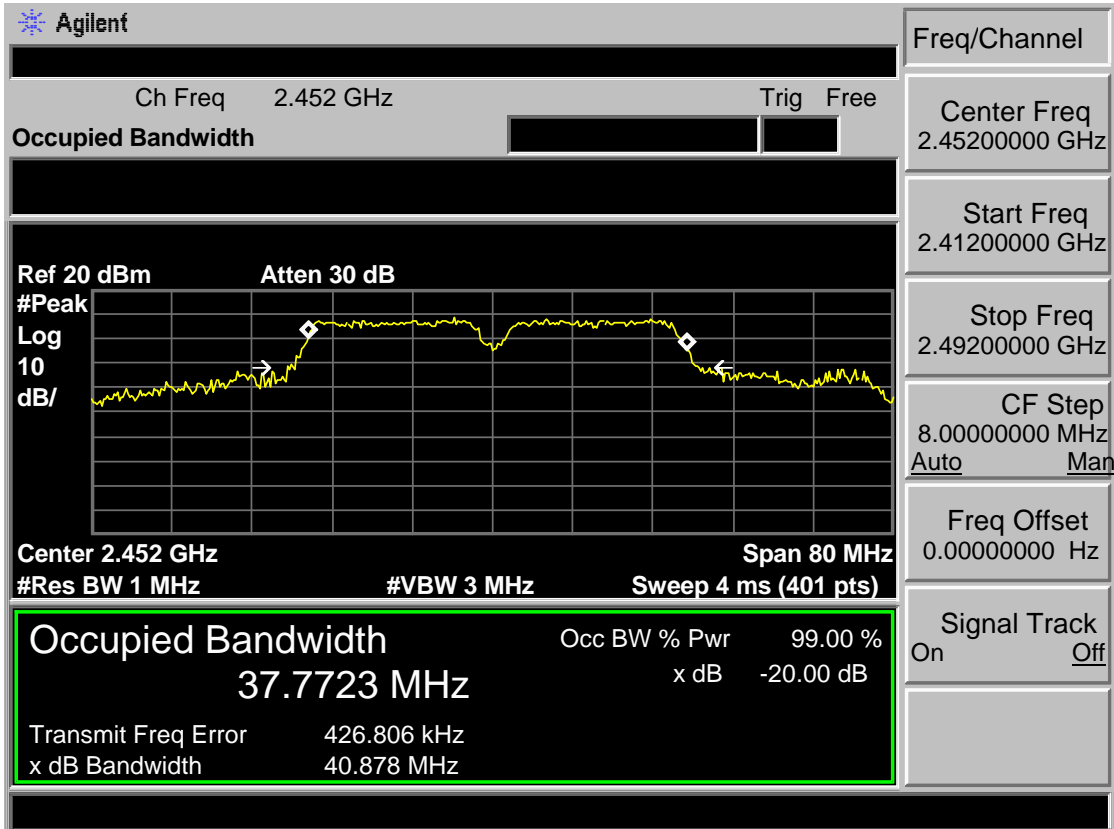 Agilent
Freq/Channel
Ch Freq 2.452 GHz Trig Free
Occupied Bandwidth
Center Freq
2.45200000 GHz
Start Freq
2.41200000 GHz
Stop Freq
2.49200000 GHz
CF Step
8.00000000 MHz
Auto Man
Freq Offset
0.00000000 Hz
Signal Track
On Off
Ref 20 dBm Atten 30 dB
#Peak
Log
10
dB/
Center 2.452 GHz Span 80 MHz
#Res BW 1 MHz #VBW 3 MHz Sweep 4 ms (401 pts)
Occupied Bandwidth Occ BW % Pwr 99.00 %
37.7723 MHz x dB -20.00 dB
Transmit Freq Error 426.806 kHz
x dB Bandwidth 40.878 MHz